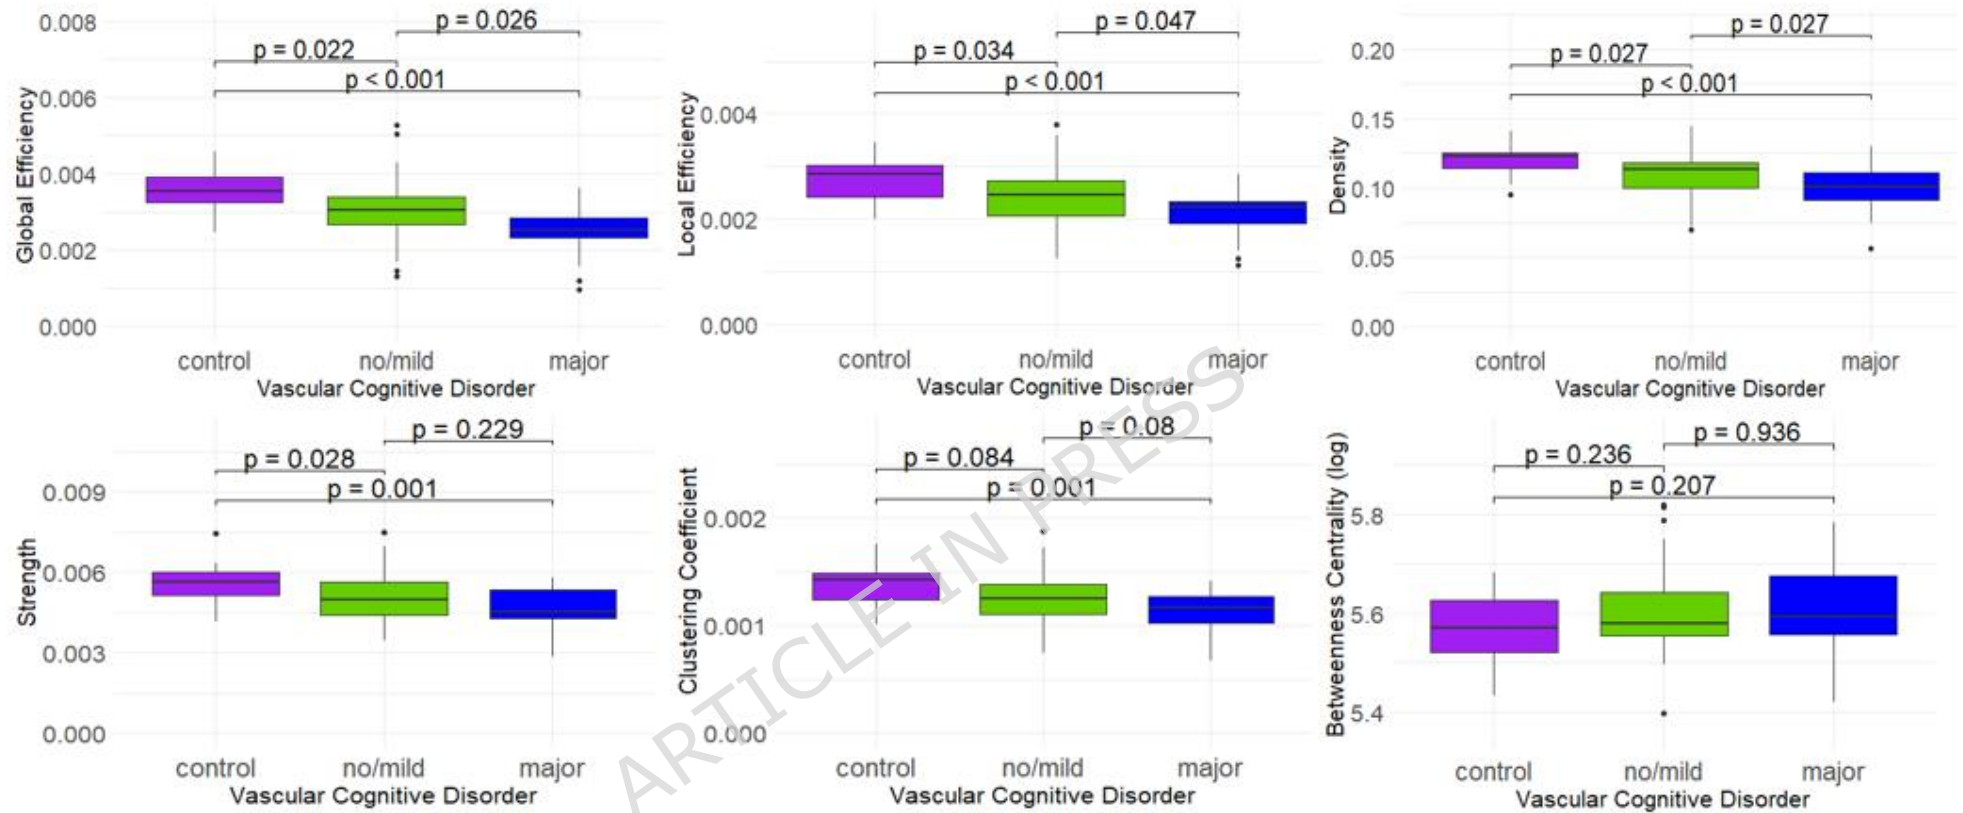 0.008
0.006
0.004
0.002
0.000
Global Efficiency
p = 0.026
p = 0.022
p < 0.001
control
no/mild
major
Vascular Cognitive Disorder
0.004
0.002
0.000
Local Efficiency
p = 0.047
p = 0.034
p < 0.001
control
no/mild
major
Vascular Cognitive Disorder
0.20
0.15
0.10
0.05
0.00
Density
p = 0.027
p = 0.027
p < 0.001
control
no/mild
major
Vascular Cognitive Disorder
0.009
0.006
0.003
0.000
Strength
p = 0.229
p = 0.028
p = 0.001
control
no/mild
major
Vascular Cognitive Disorder
0.002
0.001
0.000
Clustering Coefficient
p = 0.08
p = 0.084
p = 0.001
control
no/mild
major
Vascular Cognitive Disorder
5.8
5.6
5.4
Betweenness Centrality (log)
p = 0.936
p = 0.236
p = 0.207
control
no/mild
major
Vascular Cognitive Disorder
ARTICLE IN PRESS